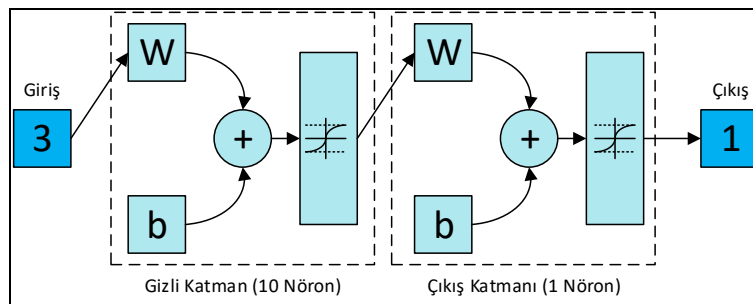 Giriş
3
W
+
b
Gizli Katman (10 Nöron)
W
+
b
Çıkış Katmanı (1 Nöron)
Çıkış
1